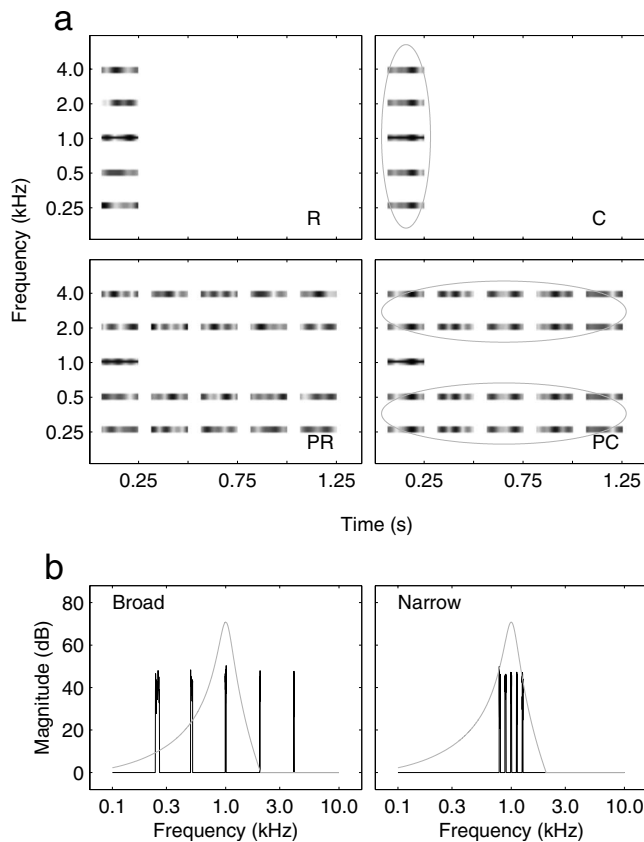 a
4.0
2.0
1.0
0.5
0.25
R
C
Frequency (kHz)
4.0
2.0
1.0
0.5
0.25
PR
PC
0.25 0.75 1.25
0.25 0.75 1.25
Time (s)
b
Broad
Narrow
80
60
40
20
0
Magnitude (dB)
0.1 0.3 1.0 3.0 10.0
0.1 0.3 1.0 3.0 10.0
Frequency (kHz)
Frequency (kHz)